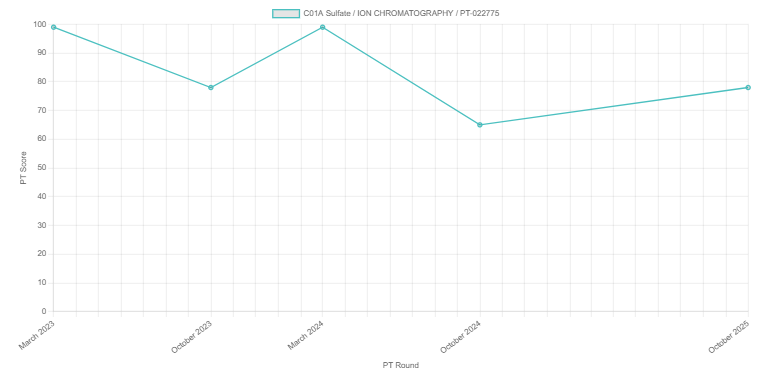 C01A Sulfate / ION CHROMATOGRAPHY / PT-022775
100
90
80
70
60
50
40
30
20
10
0
PT Score
March 2023
October 2023
March 2024
October 2024
October 2025
PT Round